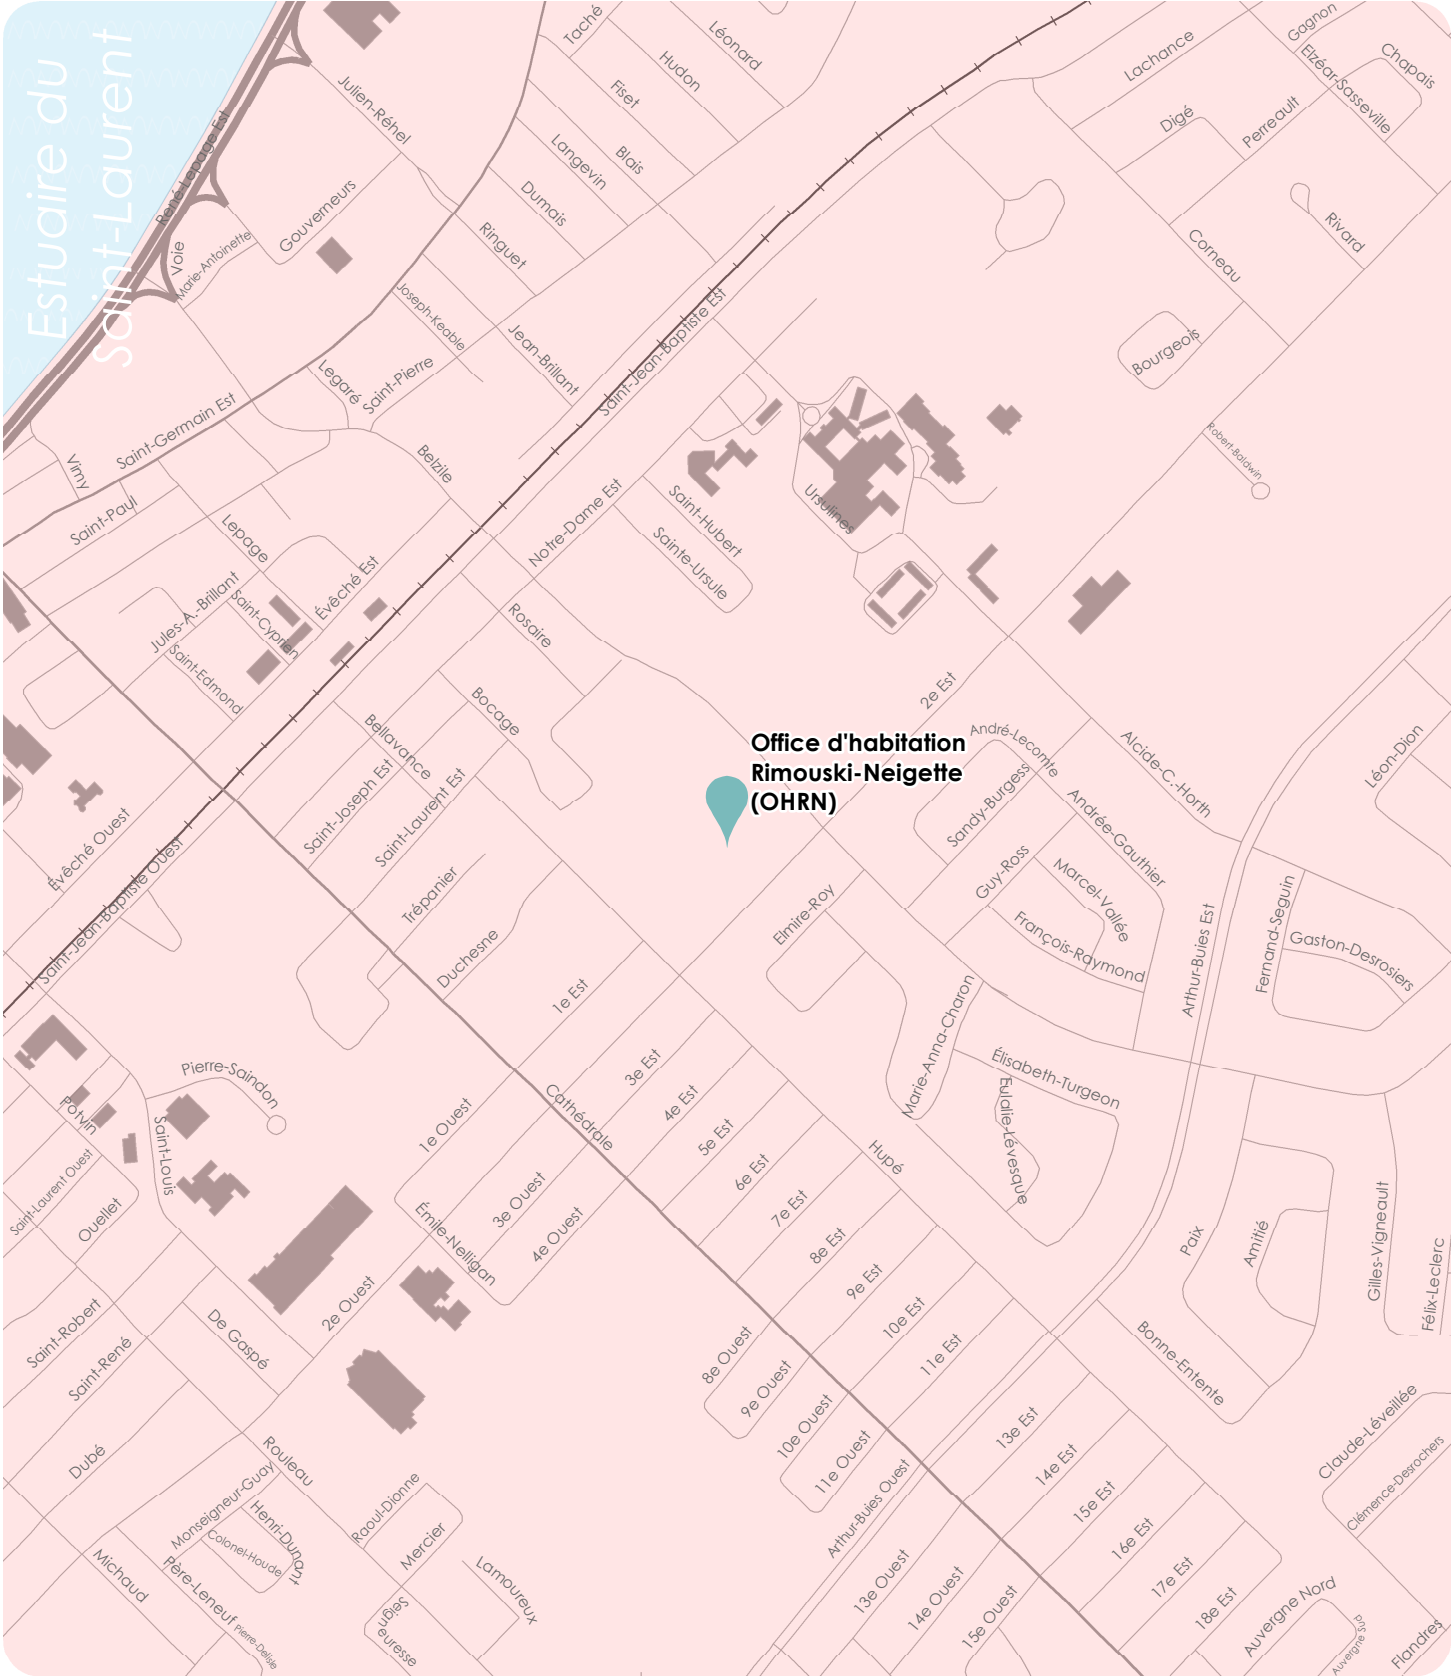 Estuaire du
Saint-Laurent
Taché
Hudon
Léonard
Fiset
Blais
Langevin
Dumais
Ringuet
Julien-Réhel
Gouverneurs
René-Lepage Est
Voie
Marie-Antoinette
Joseph-Keable
Jean-Brillant
Legaré
Saint-Pierre
Saint-Germain Est
Vimy
Saint-Paul
Lepage
Belzile
Saint-Jean-Baptiste Est
Lachance
Gagnon
Elzéar-Sasseville
Chapais
Digé
Perreault
Corneau
Rivard
Bourgeois
Robert-Baldwin
Notre-Dame Est
Saint-Hubert
Sainte-Ursule
Ursulines
Évêché Est
Jules-A.-Brillant
Saint-Cyprien
Saint-Edmond
Rosaire
Bocage
Bellavance
Saint-Joseph Est
Saint-Laurent Est
Trépanier
Duchesne
Évêché Ouest
Saint-Jean-Baptiste Ouest
2e Est
Office d'habitation
Rimouski-Neigette
(OHRN)
André-Lecomte
Sandy-Burgess
Alcide-C.-Horth
Andrée-Gauthier
Guy-Ross
Marcel-Vallée
François-Raymond
Léon-Dion
Elmire-Roy
Marie-Anna-Charon
Arthur-Buies Est
Fernand-Seguin
Gaston-Desrosiers
Élisabeth-Turgeon
Eulalie-Lévesque
1e Est
3e Est
4e Est
5e Est
6e Est
7e Est
8e Est
9e Est
10e Est
11e Est
Cathédrale
Hupé
Pierre-Saindon
Potvin
Saint-Louis
Saint-Laurent Ouest
Ouellet
1e Ouest
3e Ouest
4e Ouest
Émile-Nelligan
2e Ouest
Saint-Robert
Saint-René
De Gaspé
Paix
Amitié
Gilles-Vigneault
Félix-Leclerc
Bonne-Entente
8e Ouest
9e Ouest
10e Ouest
11e Ouest
Arthur-Buies Ouest
13e Ouest
14e Ouest
15e Ouest
13e Est
14e Est
15e Est
16e Est
17e Est
18e Est
Claude-Léveillée
Clémence-Desrochers
Auvergne Nord
Auvergne Sud
Flandres
Dubé
Rouleau
Monseigneur-Guay
Henri-Dunant
Colonel-Houde
Père-Leneuf
Pierre-Delisle
Michaud
Raoul-Dionne
Mercier
Lamoureux
Seigneuresse